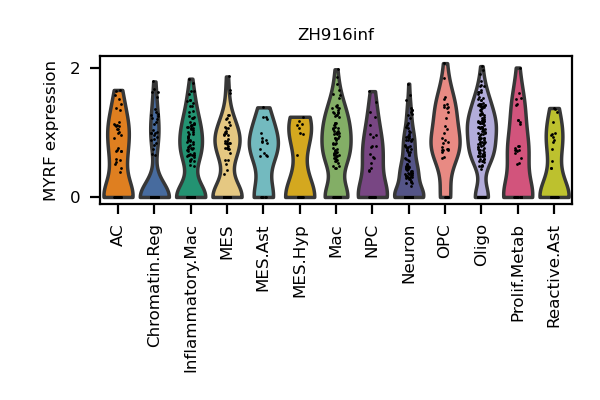 ZH916inf
MYRF expression
2
0
AC
Chromatin.Reg
Inflammatory.Mac
MES
MES.Ast
MES.Hyp
Mac
NPC
Neuron
OPC
Oligo
Prolif.Metab
Reactive.Ast